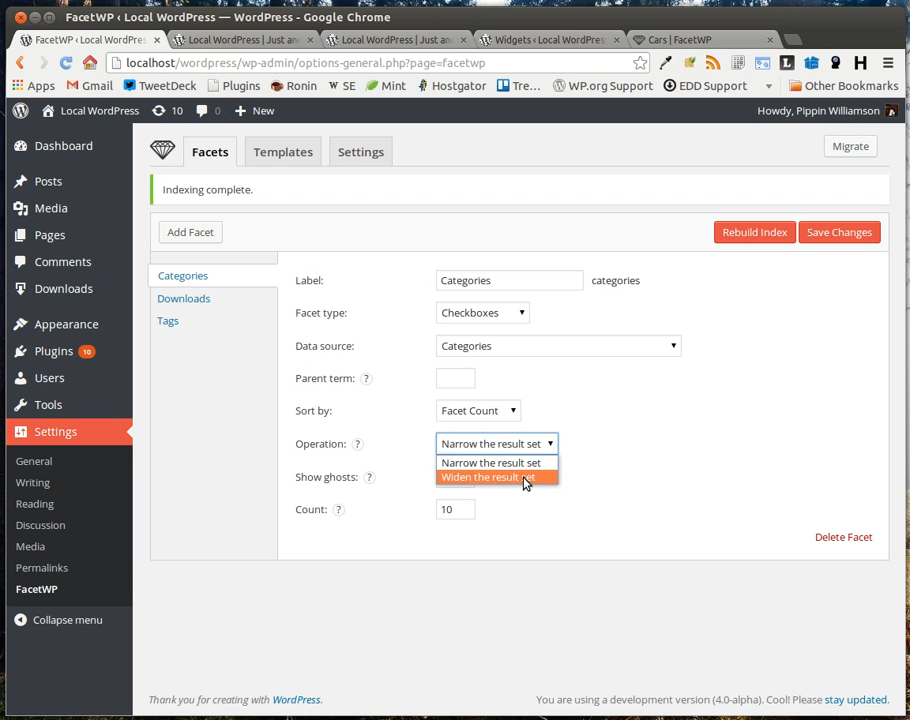 FacetWP ‹ Local WordPress — WordPress - Google Chrome
FacetWP ‹ Local WordPre
Local WordPress | Just an
Local WordPress | Just an
Widgets ‹ Local WordPress
Cars | FacetWP
localhost/wordpress/wp-admin/options-general.php?page=facetwp
Apps
Gmail
TweetDeck
Plugins
Ronin
W SE
Mint
Hostgator
Tre...
WP.org Support
EDD Support
Other Bookmarks
Local WordPress
10
0
New
Howdy, Pippin Williamson
Dashboard
Posts
Media
Pages
Comments
Downloads
Appearance
Plugins 10
Users
Tools
Settings
General
Writing
Reading
Discussion
Media
Permalinks
FacetWP
Collapse menu
Facets
Templates
Settings
Migrate
Indexing complete.
Add Facet
Rebuild Index
Save Changes
Categories
Downloads
Tags
Label:
Categories
categories
Facet type:
Checkboxes
Data source:
Categories
Parent term: ?
Sort by:
Facet Count
Operation: ?
Narrow the result set
Narrow the result set
Widen the result set
Show ghosts: ?
Count: ?
10
Delete Facet
Thank you for creating with WordPress.
You are using a development version (4.0-alpha). Cool! Please stay updated.